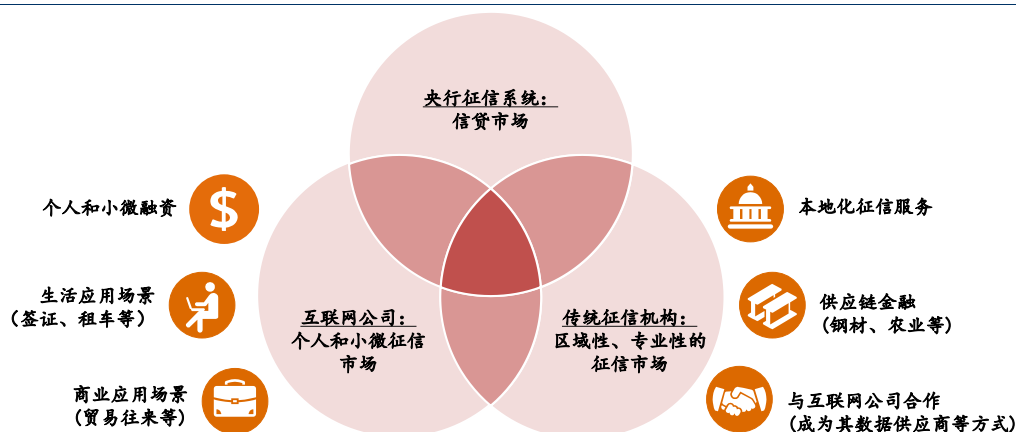 央行征信系统：
信贷市场
个人和小微融资
生活应用场景
（签证、租车等）
商业应用场景
(贸易往来等)
互联网公司：
个人和小微征信
市场
传统征信机构：
区域性、专业性的
征信市场
本地化征信服务
供应链金融
(钢材、农业等)
与互联网公司合作
(成为其数据供应商等方式)